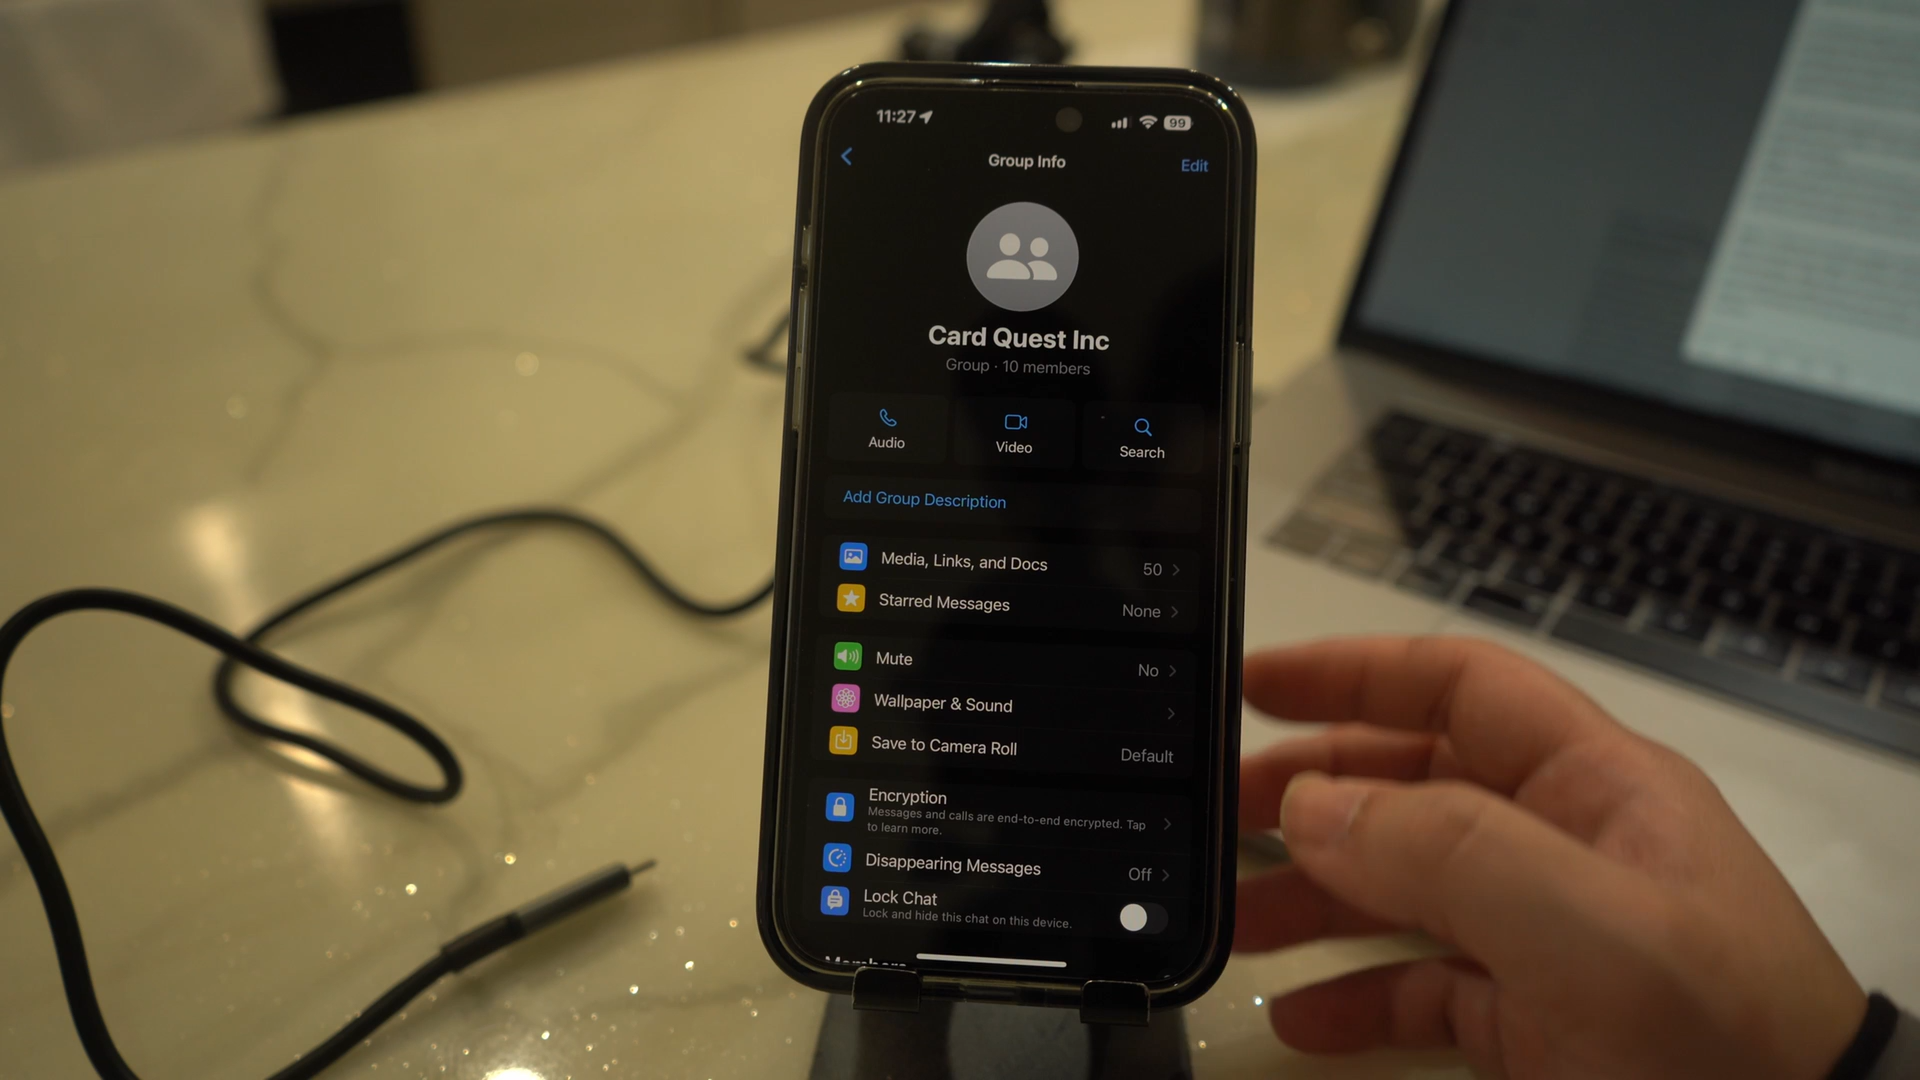 11:27
99
Group Info
Edit
Card Quest Inc
Group · 10 members
Audio
Video
Search
Add Group Description
Media, Links, and Docs
50
Starred Messages
None
Mute
No
Wallpaper & Sound
Save to Camera Roll
Default
Encryption
Messages and calls are end-to-end encrypted. Tap
to learn more.
Disappearing Messages
Off
Lock Chat
Lock and hide this chat on this device.
Members